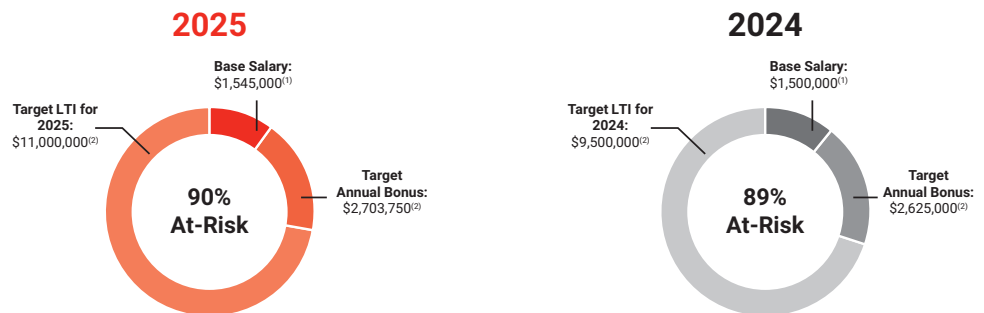 2025
Base Salary:
$1,545,000(1)
Target LTI for
2025:
$11,000,000(2)
Target
Annual Bonus:
$2,703,750(2)
90%
At-Risk
2024
Base Salary:
$1,500,000(1)
Target LTI for
2024:
$9,500,000(2)
Target
Annual Bonus:
$2,625,000(2)
89%
At-Risk